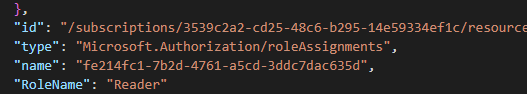 },
"id": "/subscriptions/3539c2a2-cd25-48c6-b295-14e59334ef1c/resource
"type": "Microsoft.Authorization/roleAssignments",
"name": "fe214fc1-7b2d-4761-a5cd-3ddc7dac635d",
"RoleName": "Reader"